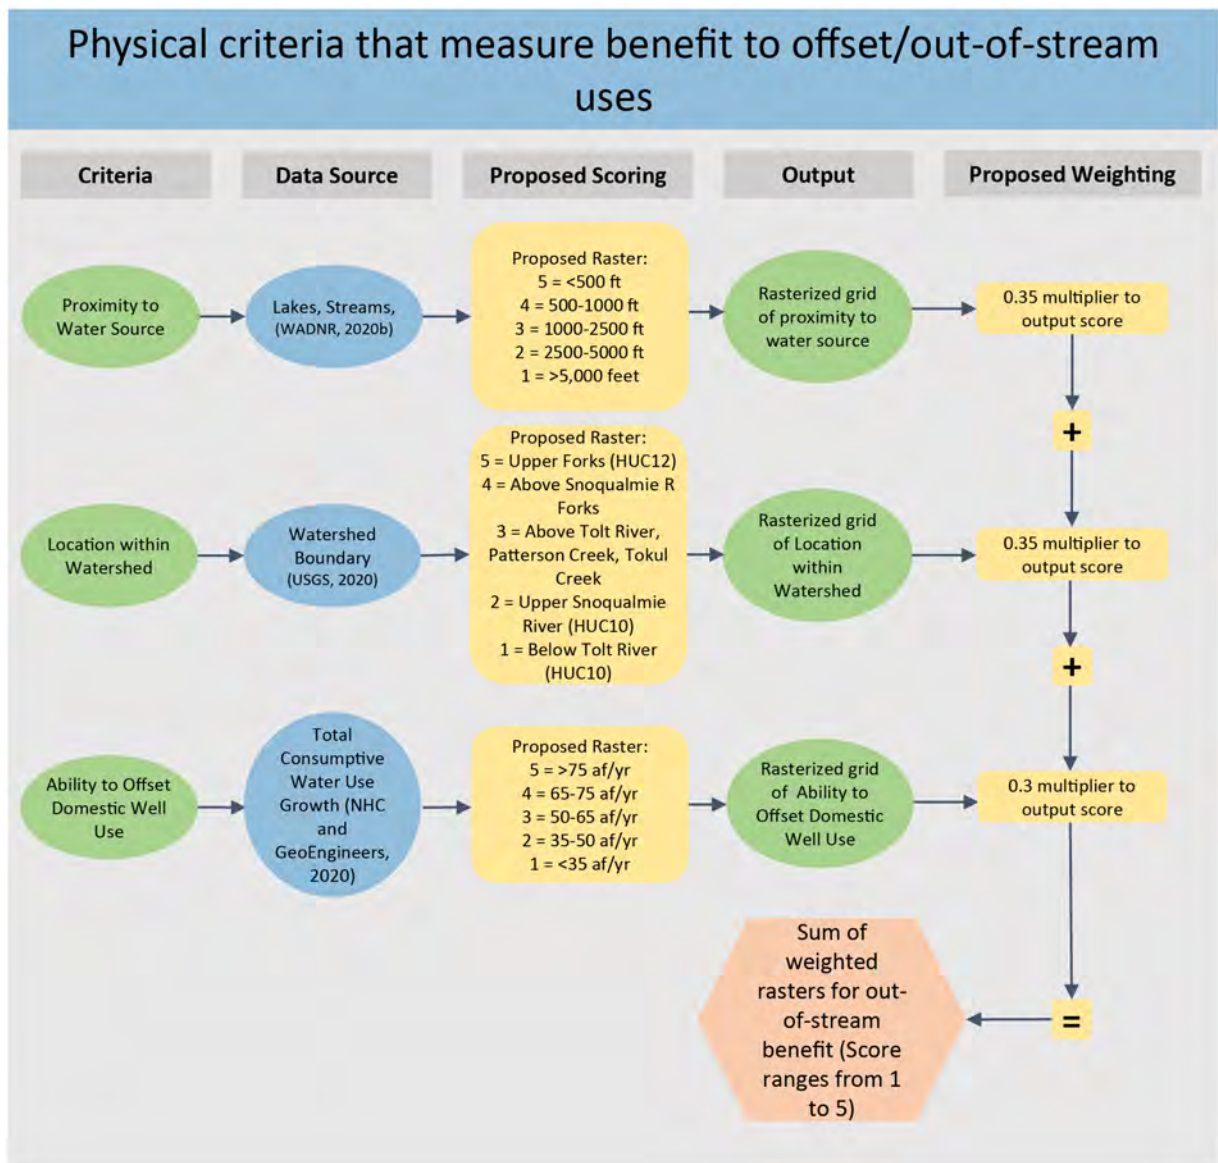 Physical criteria that measure benefit to offset/out-of-stream
uses
Criteria
Data Source
Proposed Scoring
Output
Proposed Weighting
Proximity to
Water Source
Lakes, Streams,
(WADNR, 2020b)
Proposed Raster:
5 = <500 ft
4 = 500-1000 ft
3 = 1000-2500 ft
2 = 2500-5000 ft
1 = >5,000 feet
Rasterized grid
of proximity to
water source
0.35 multiplier to
output score
+
Location within
Watershed
Watershed
Boundary
(USGS, 2020)
Proposed Raster:
5 = Upper Forks (HUC12)
4 = Above Snoqualmie R
Forks
3 = Above Tolt River,
Patterson Creek, Tokul
Creek
2 = Upper Snoqualmie
River (HUC10)
1 = Below Tolt River
(HUC10)
Rasterized grid
of Location
within
Watershed
0.35 multiplier to
output score
+
Ability to Offset
Domestic Well
Use
Total
Consumptive
Water Use
Growth (NHC
and
GeoEngineers,
2020)
Proposed Raster:
5 = >75 af/yr
4 = 65-75 af/yr
3 = 50-65 af/yr
2 = 35-50 af/yr
1 = <35 af/yr
Rasterized grid
of Ability to
Offset Domestic
Well Use
0.3 multiplier to
output score
=
Sum of
weighted
rasters for out-
of-stream
benefit (Score
ranges from 1
to 5)